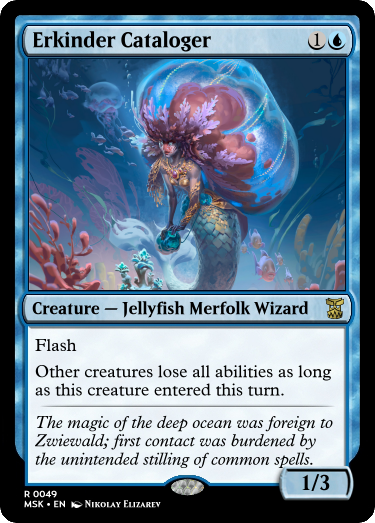 Erkinder Cataloger 1
Creature — Jellyfish Merfolk Wizard
Flash
Other creatures lose all abilities as long
as this creature entered this turn.
The magic of the deep ocean was foreign to
Zwiewald; first contact was burdened by
the unintended stilling of common spells.
1/3
R 0049
MSK • EN Nikolay Elizarev